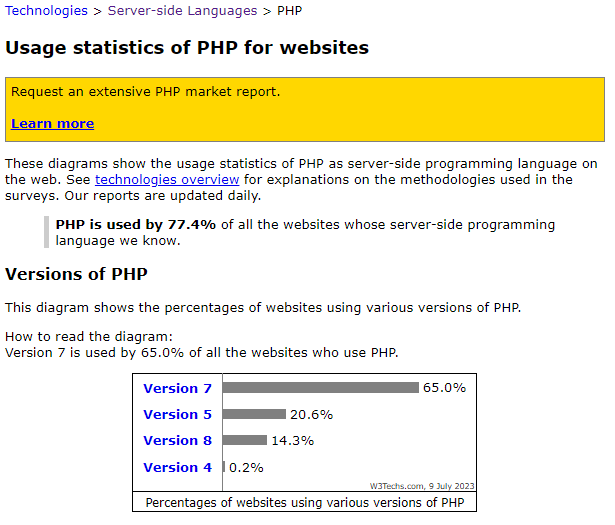 Technologies > Server-side Languages > PHP
Usage statistics of PHP for websites
Request an extensive PHP market report.
Learn more
These diagrams show the usage statistics of PHP as server-side programming language on
the web. See technologies overview for explanations on the methodologies used in the
surveys. Our reports are updated daily.
PHP is used by 77.4% of all the websites whose server-side programming
language we know.
Versions of PHP
This diagram shows the percentages of websites using various versions of PHP.
How to read the diagram:
Version 7 is used by 65.0% of all the websites who use PHP.
Version 7 65.0%
Version 5 20.6%
Version 8 14.3%
Version 4 0.2%
W3Techs.com, 9 July 2023
Percentages of websites using various versions of PHP